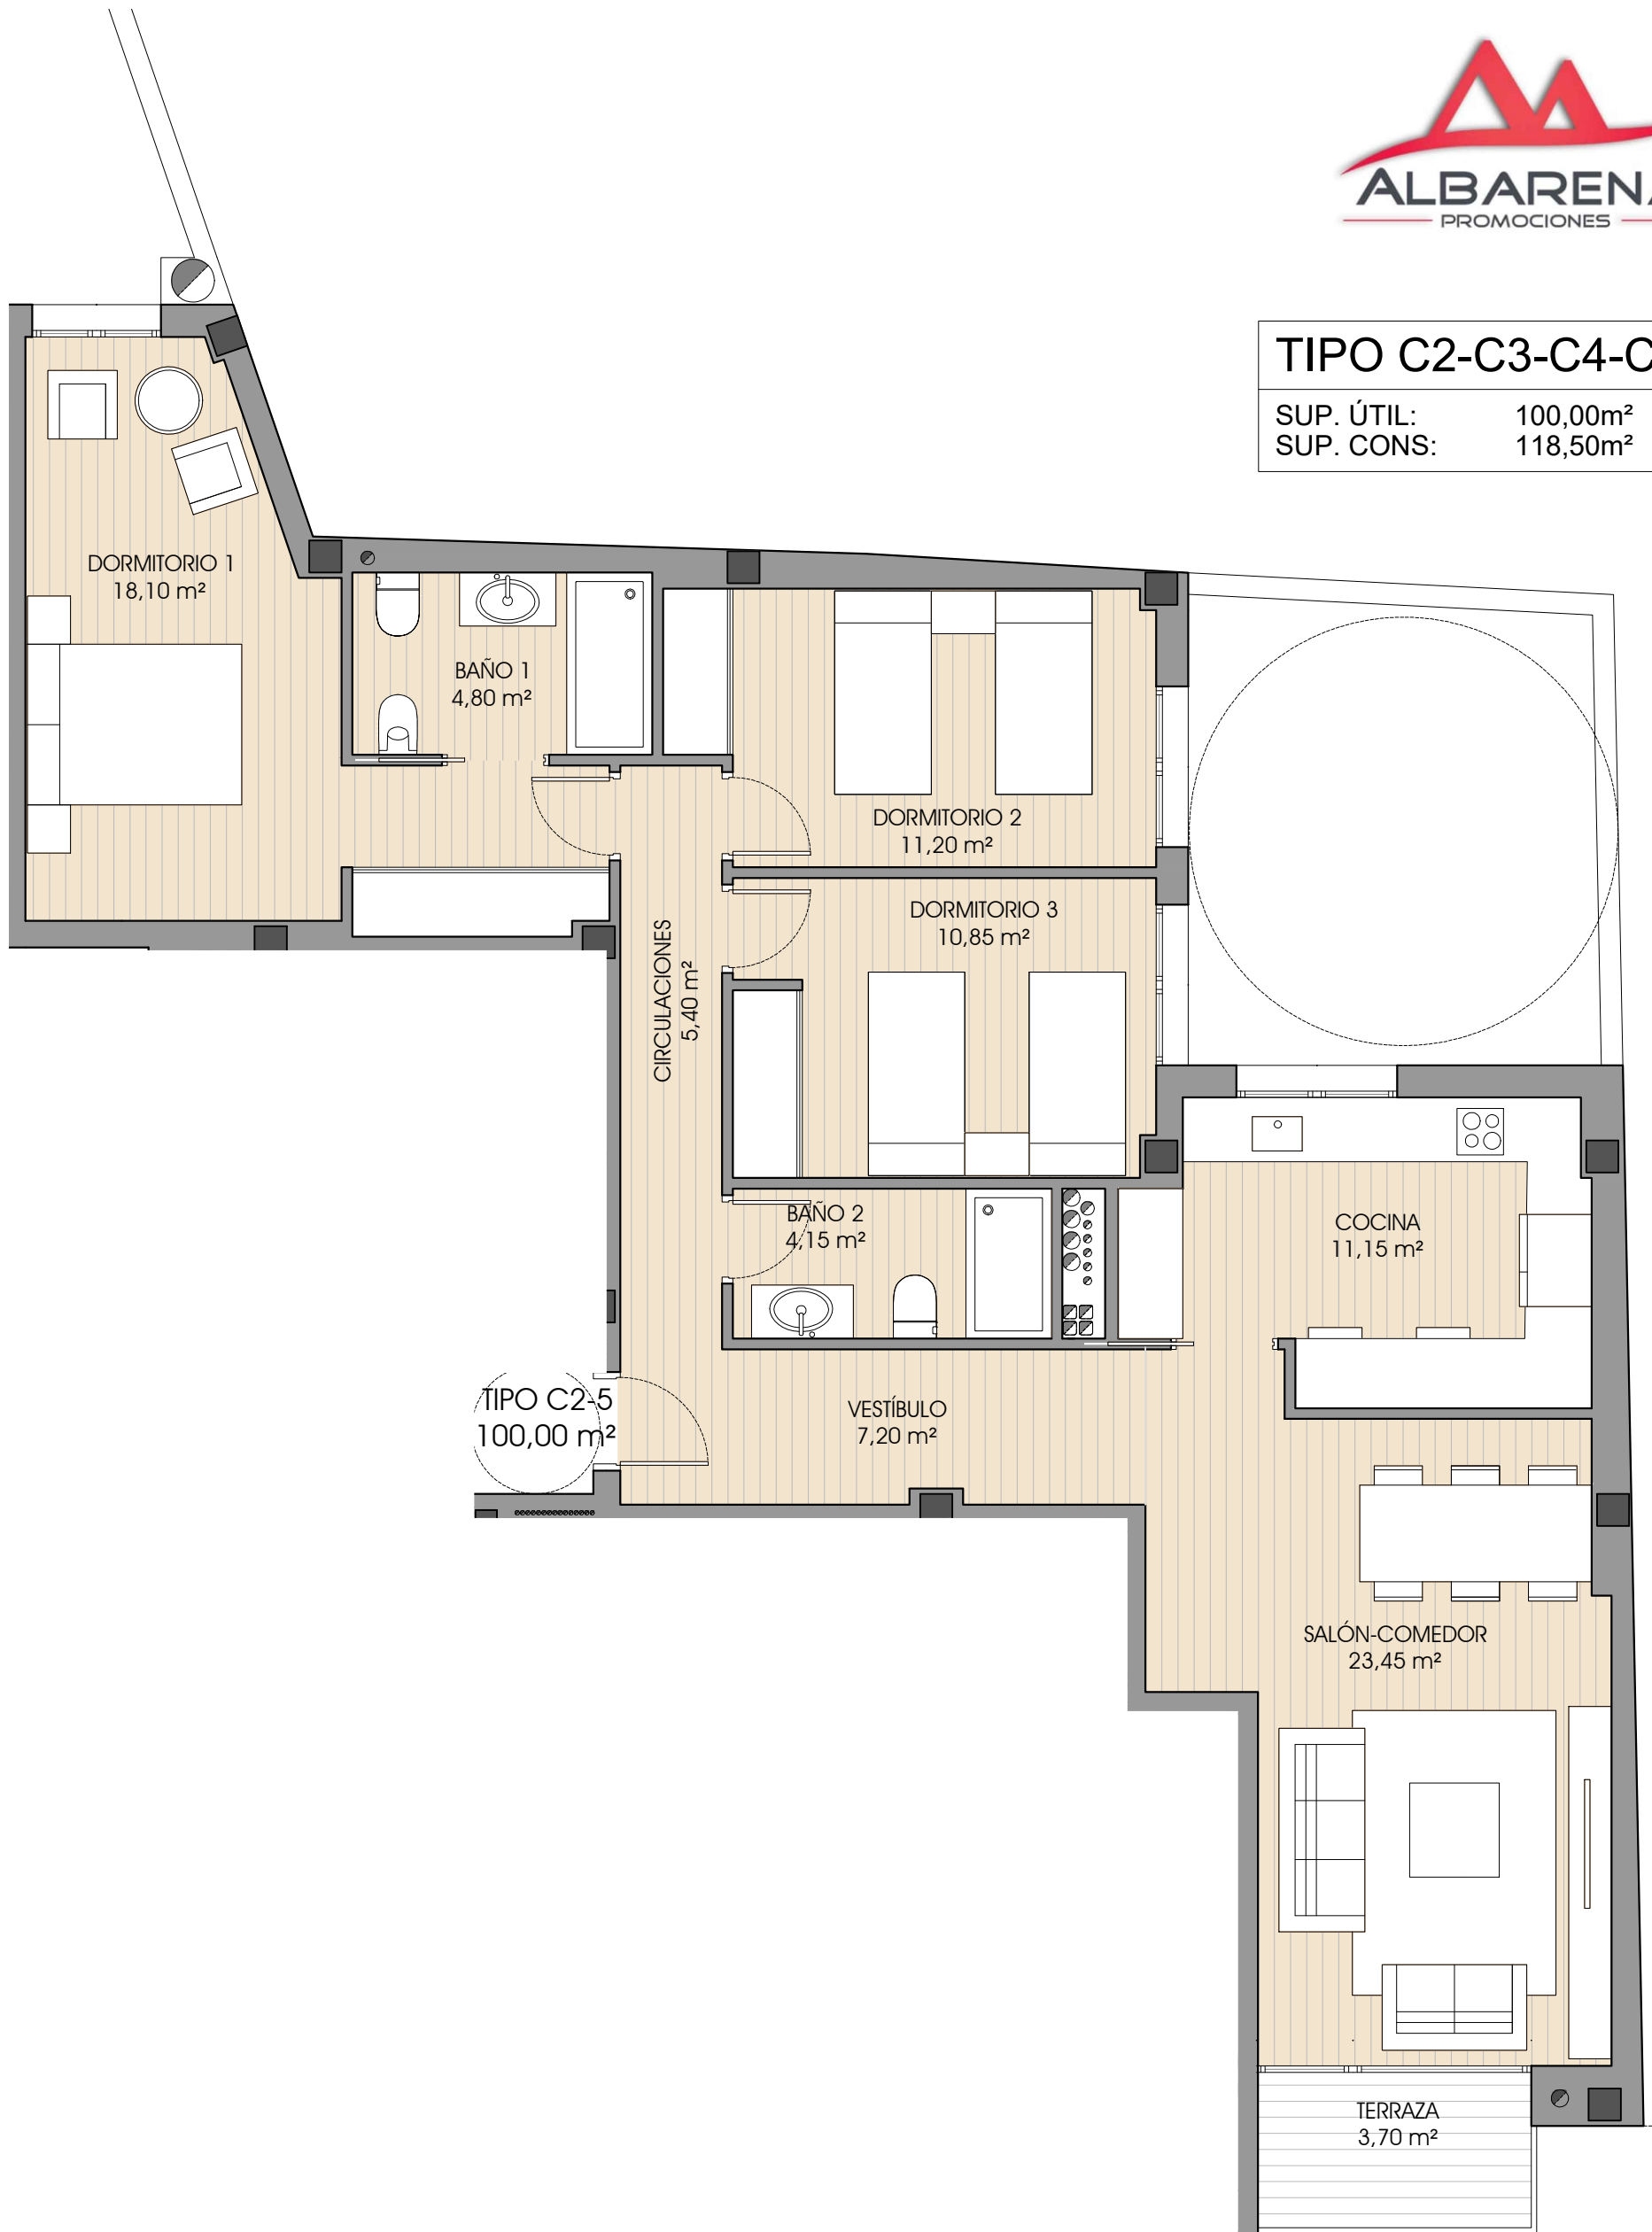 ALBARENA
PROMOCIONES
TIPO C2-C3-C4-C
SUP. ÚTIL: 100,00m²
SUP. CONS: 118,50m²
DORMITORIO 1
18,10 m²
BAÑO 1
4,80 m²
DORMITORIO 2
11,20 m²
DORMITORIO 3
10,85 m²
CIRCULACIONES
5,40 m²
BAÑO 2
4,15 m²
COCINA
11,15 m²
TIPO C2-5
100,00 m²
VESTÍBULO
7,20 m²
SALÓN-COMEDOR
23,45 m²
TERRAZA
3,70 m²